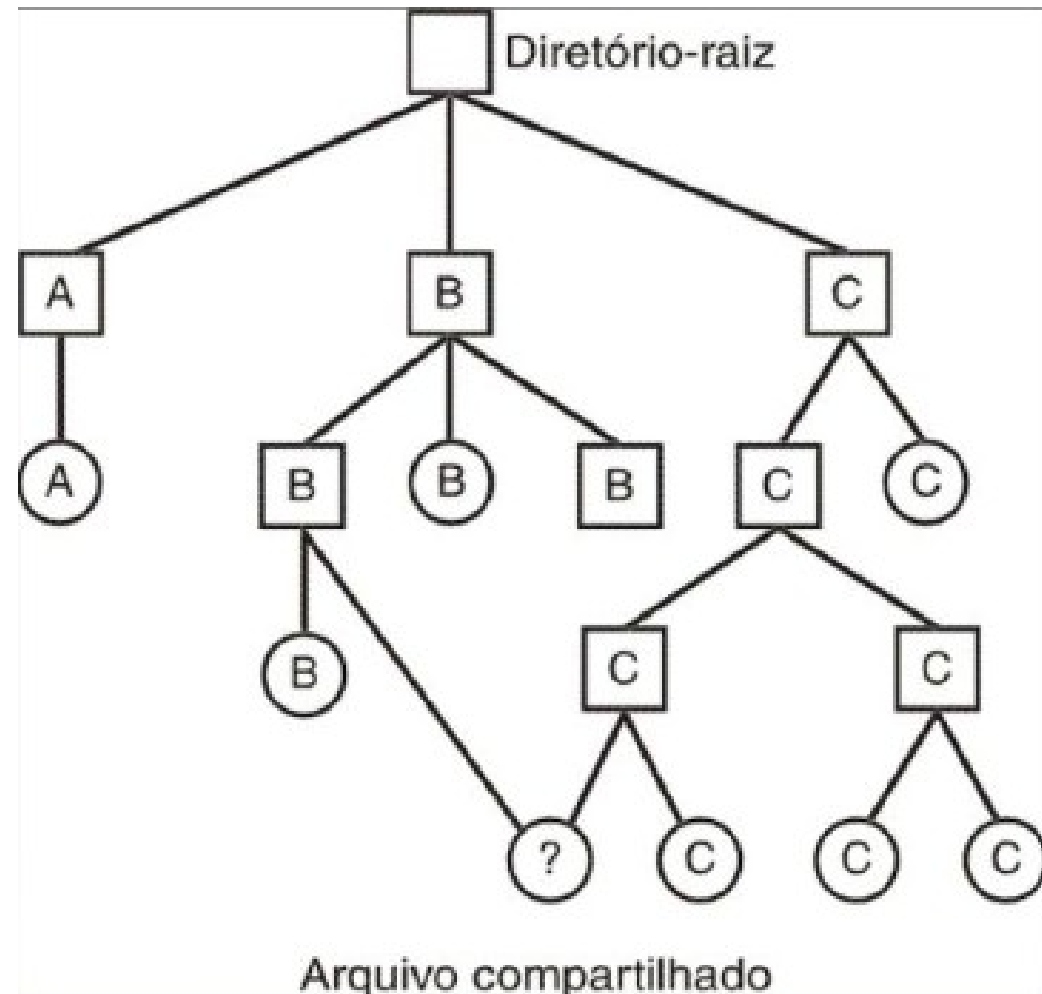 Diretório-raiz
A B C
A B B B C C
B C C
? C C C
Arquivo compartilhado